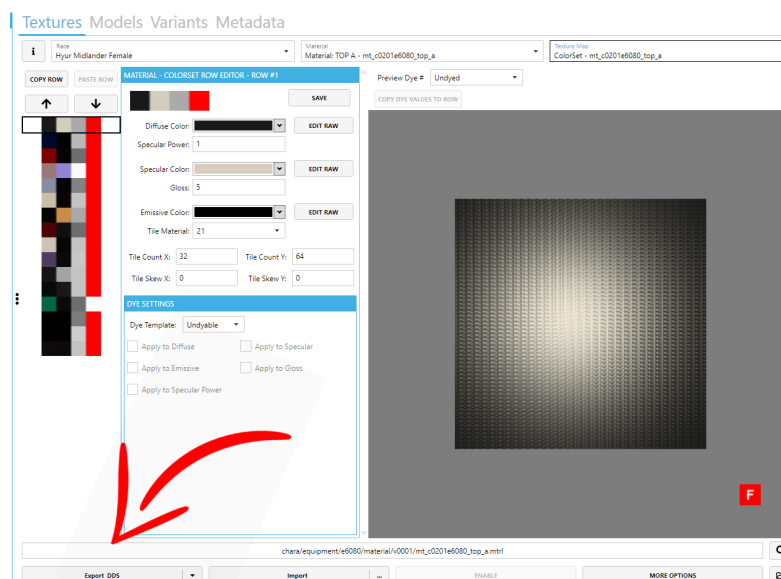 Textures Models Variants Metadata
i
Race
Hyur Midlander Female
Material
Material: TOP A - mt_c0201e6080_top_a
Texture Map
ColorSet - mt_c0201e6080_top_a
COPY ROW
PASTE ROW
MATERIAL - COLORSET ROW EDITOR - ROW #1
SAVE
Diffuse Color:
EDIT RAW
Specular Power: 1
Specular Color:
EDIT RAW
Gloss: 5
Emissive Color:
EDIT RAW
Tile Material: 21
Tile Count X: 32
Tile Count Y: 64
Tile Skew X: 0
Tile Skew Y: 0
DYE SETTINGS
Dye Template: Undyable
Apply to Diffuse
Apply to Specular
Apply to Emissive
Apply to Gloss
Apply to Specular Power
Preview Dye # Undyed
COPY DYE VALUES TO ROW
F
chara/equipment/e6080/material/v0001/mt_c0201e6080_top_a.mtrl
Export DDS
Import
...
ENABLE
MORE OPTIONS